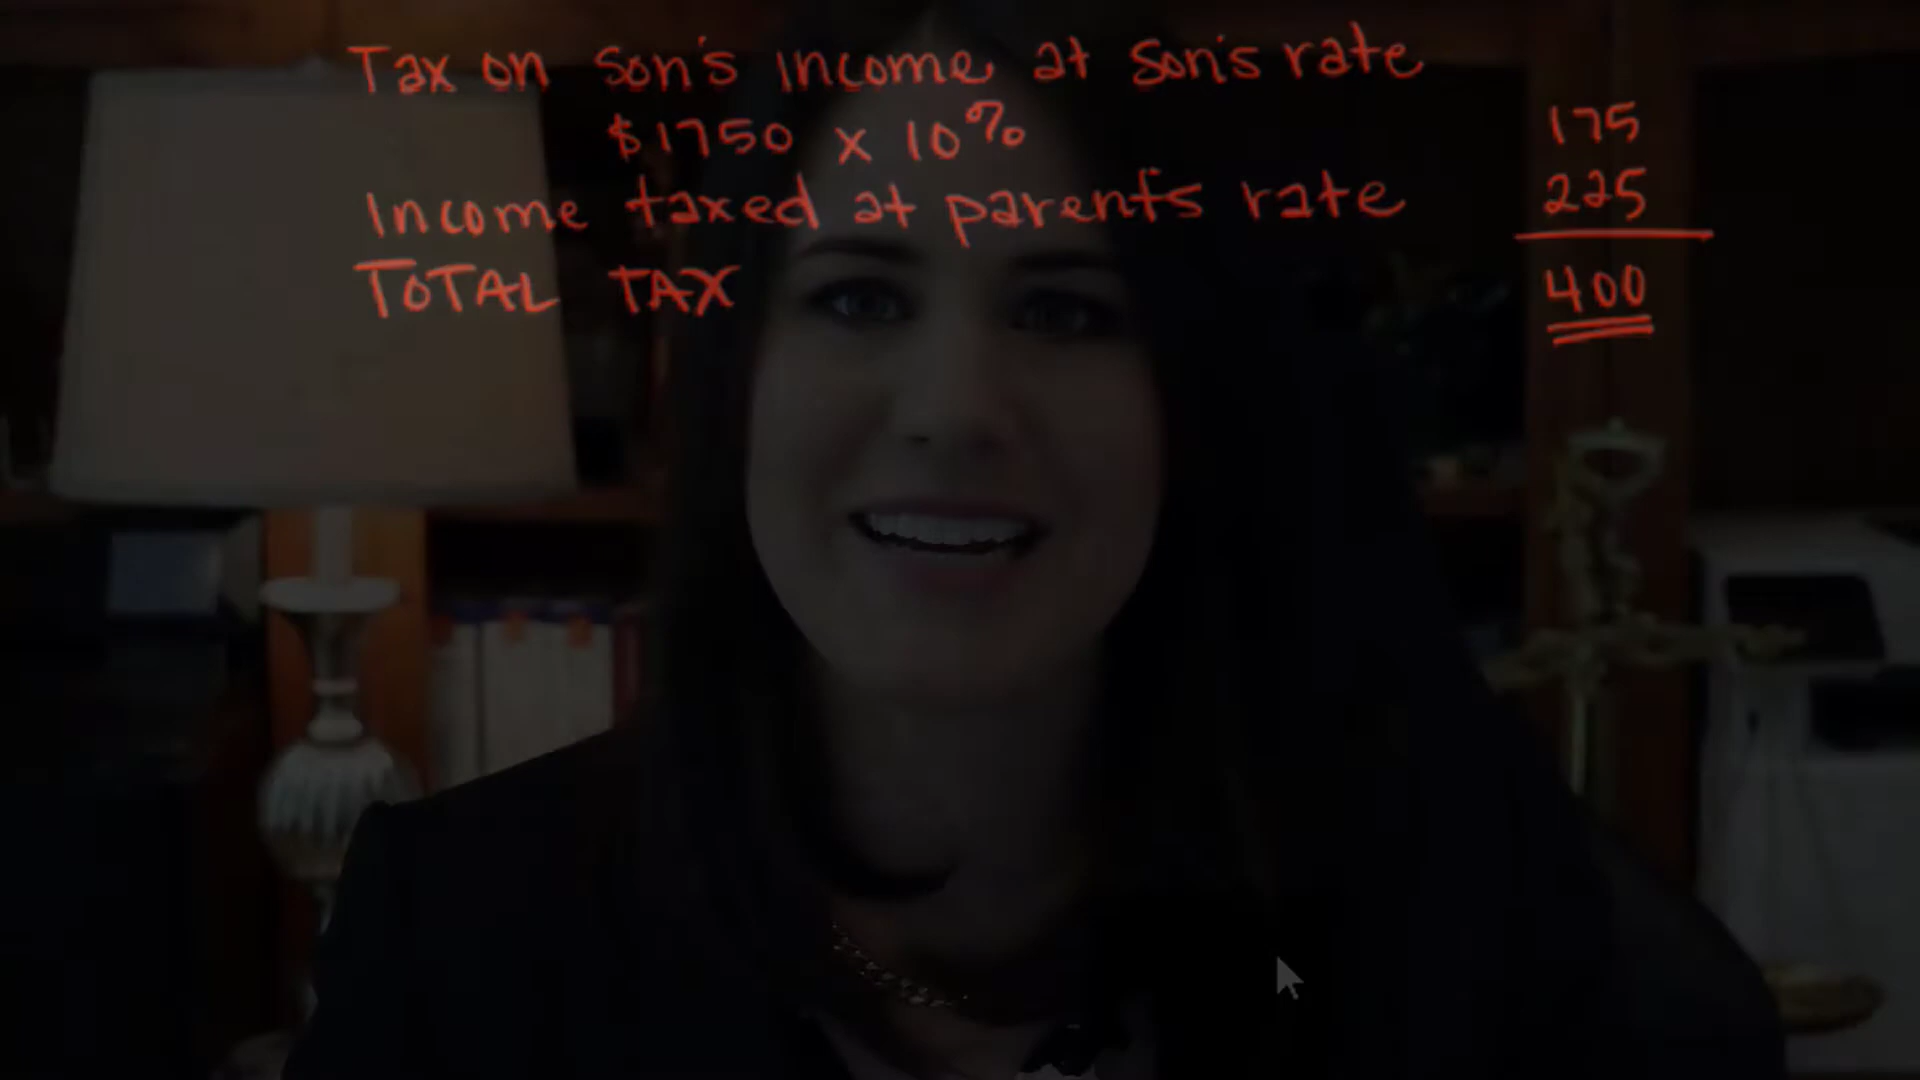 Tax on son's income at son's rate
$1750 x 10% 175
Income taxed at parent's rate 225
TOTAL TAX 400